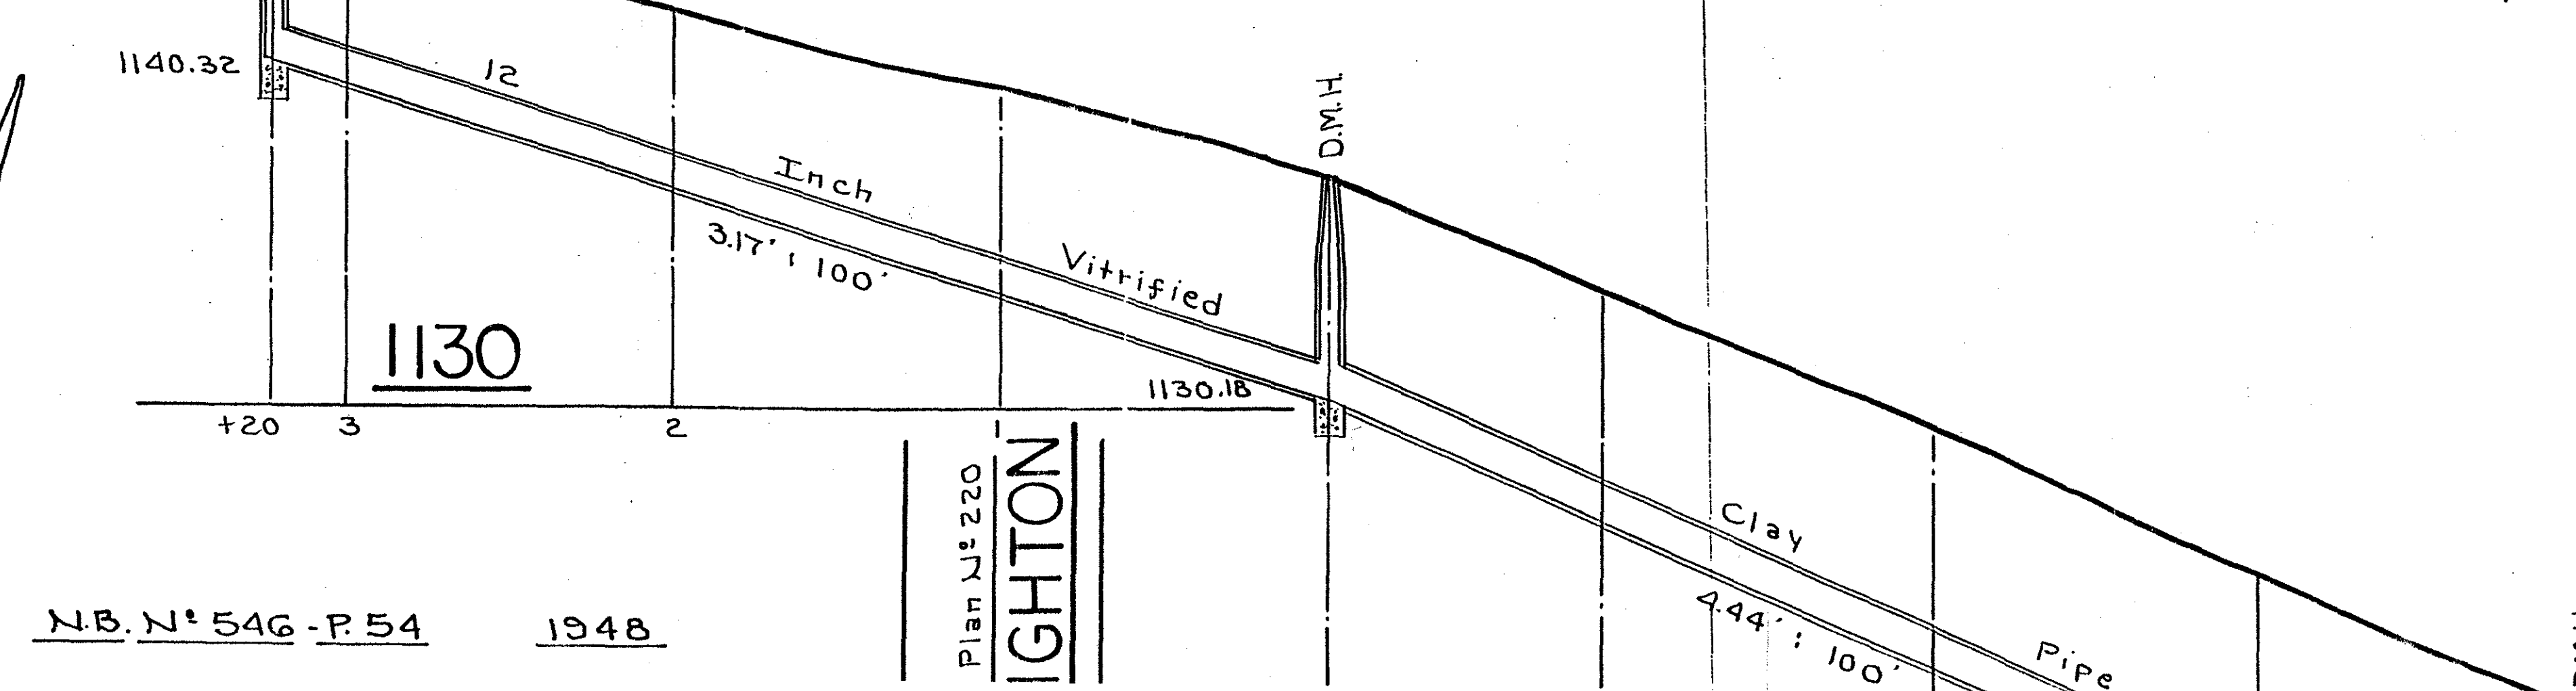 1140.32
12 Inch Vitrified Clay Pipe
D.M.H.
3.17' : 100'
1130
1130.18
+20 3 2 1
4.44' : 100'
Plan Nº 220
IGHTON
N.B. Nº 546 - P. 54 1948